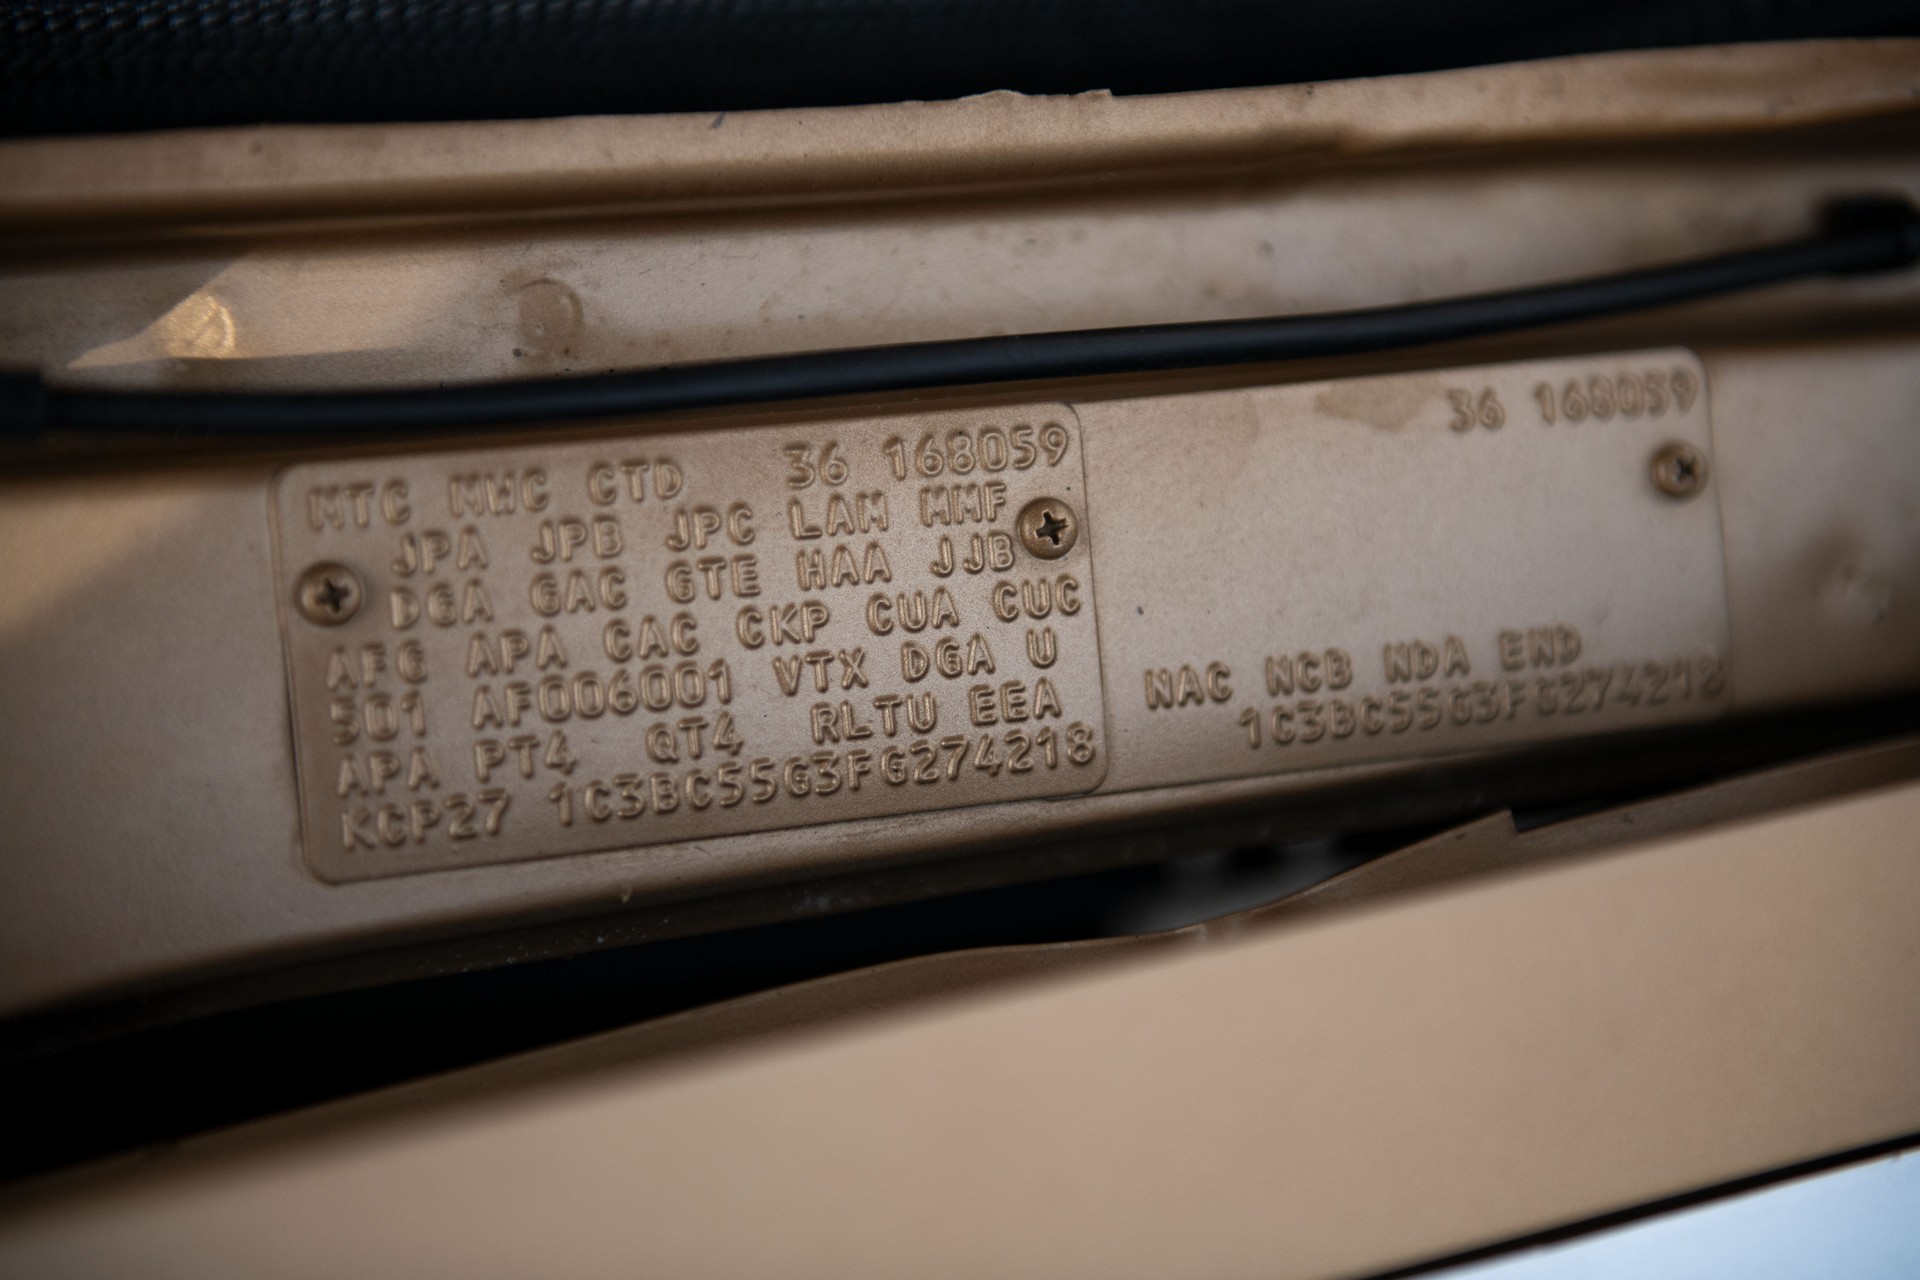 MTC MWC CTD 36 168059
JPA JPB JPC LAM MMF
DGA GAC GTE HAA JJB
AFG APA CAC CKP CUA CUC
501 AF006001 VTX DGA U
APA PT4 QT4 RLTU EEA
KCP27 1C3BC55G3FG274218
36 168059
NAC NCB NDA END
1C3BC55G3FG274218